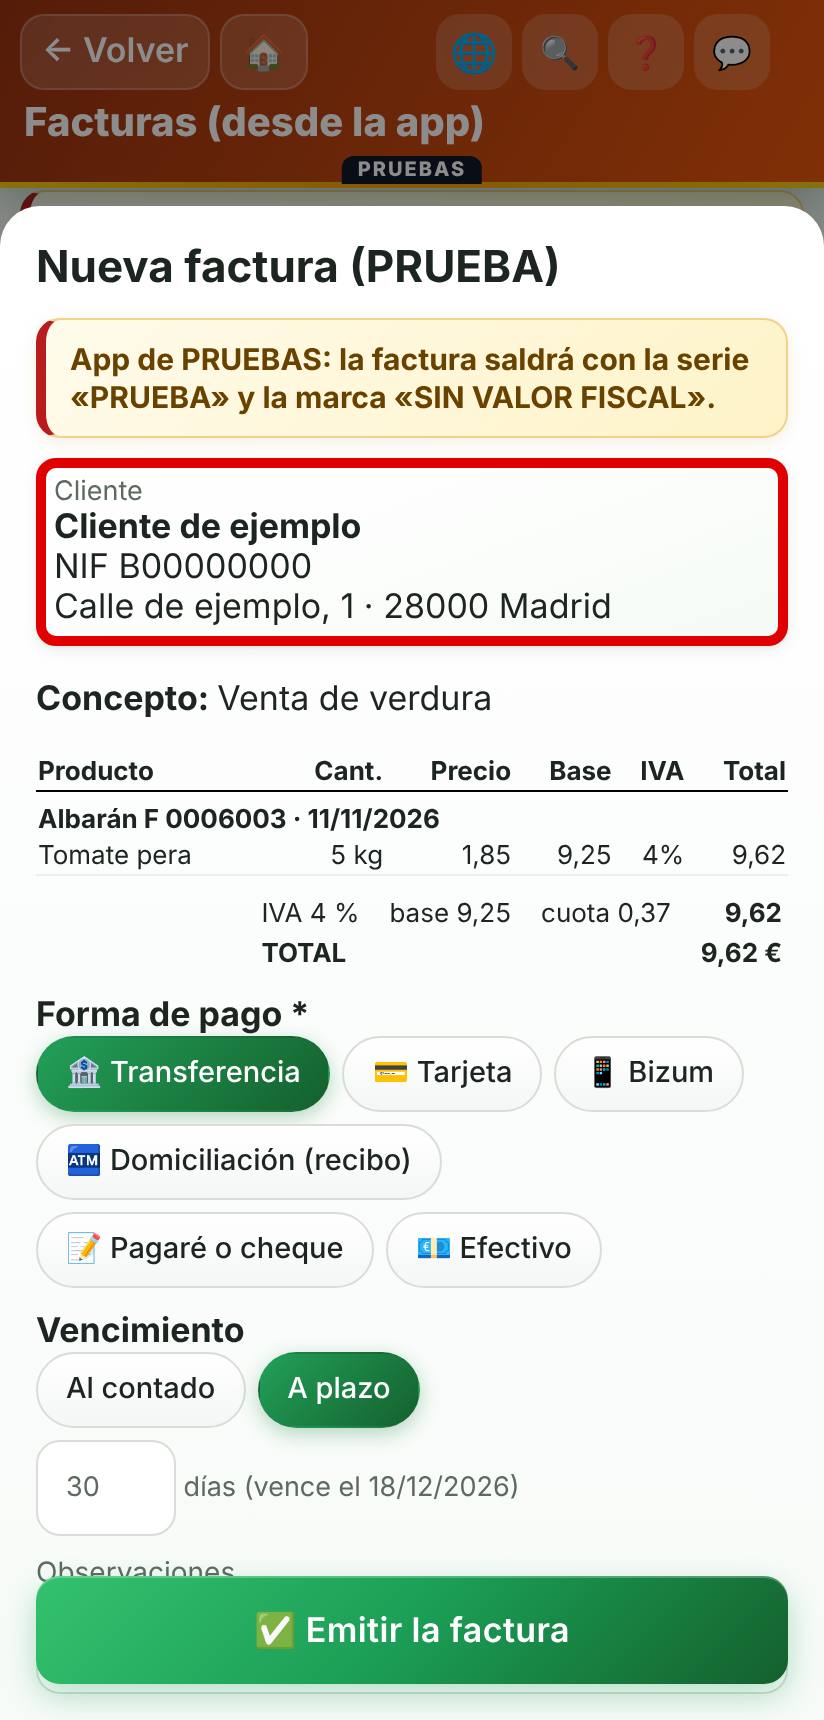 ← Volver
Facturas (desde la app)
PRUEBAS
Nueva factura (PRUEBA)
App de PRUEBAS: la factura saldrá con la serie
«PRUEBA» y la marca «SIN VALOR FISCAL».
Cliente
Cliente de ejemplo
NIF B00000000
Calle de ejemplo, 1 · 28000 Madrid
Concepto: Venta de verdura
Producto Cant. Precio Base IVA Total
Albarán F 0006003 · 11/11/2026
Tomate pera 5 kg 1,85 9,25 4% 9,62
IVA 4 % base 9,25 cuota 0,37 9,62
TOTAL 9,62 €
Forma de pago *
Transferencia Tarjeta Bizum
ATM Domiciliación (recibo)
Pagaré o cheque Efectivo
Vencimiento
Al contado A plazo
30 días (vence el 18/12/2026)
Observaciones
Emitir la factura